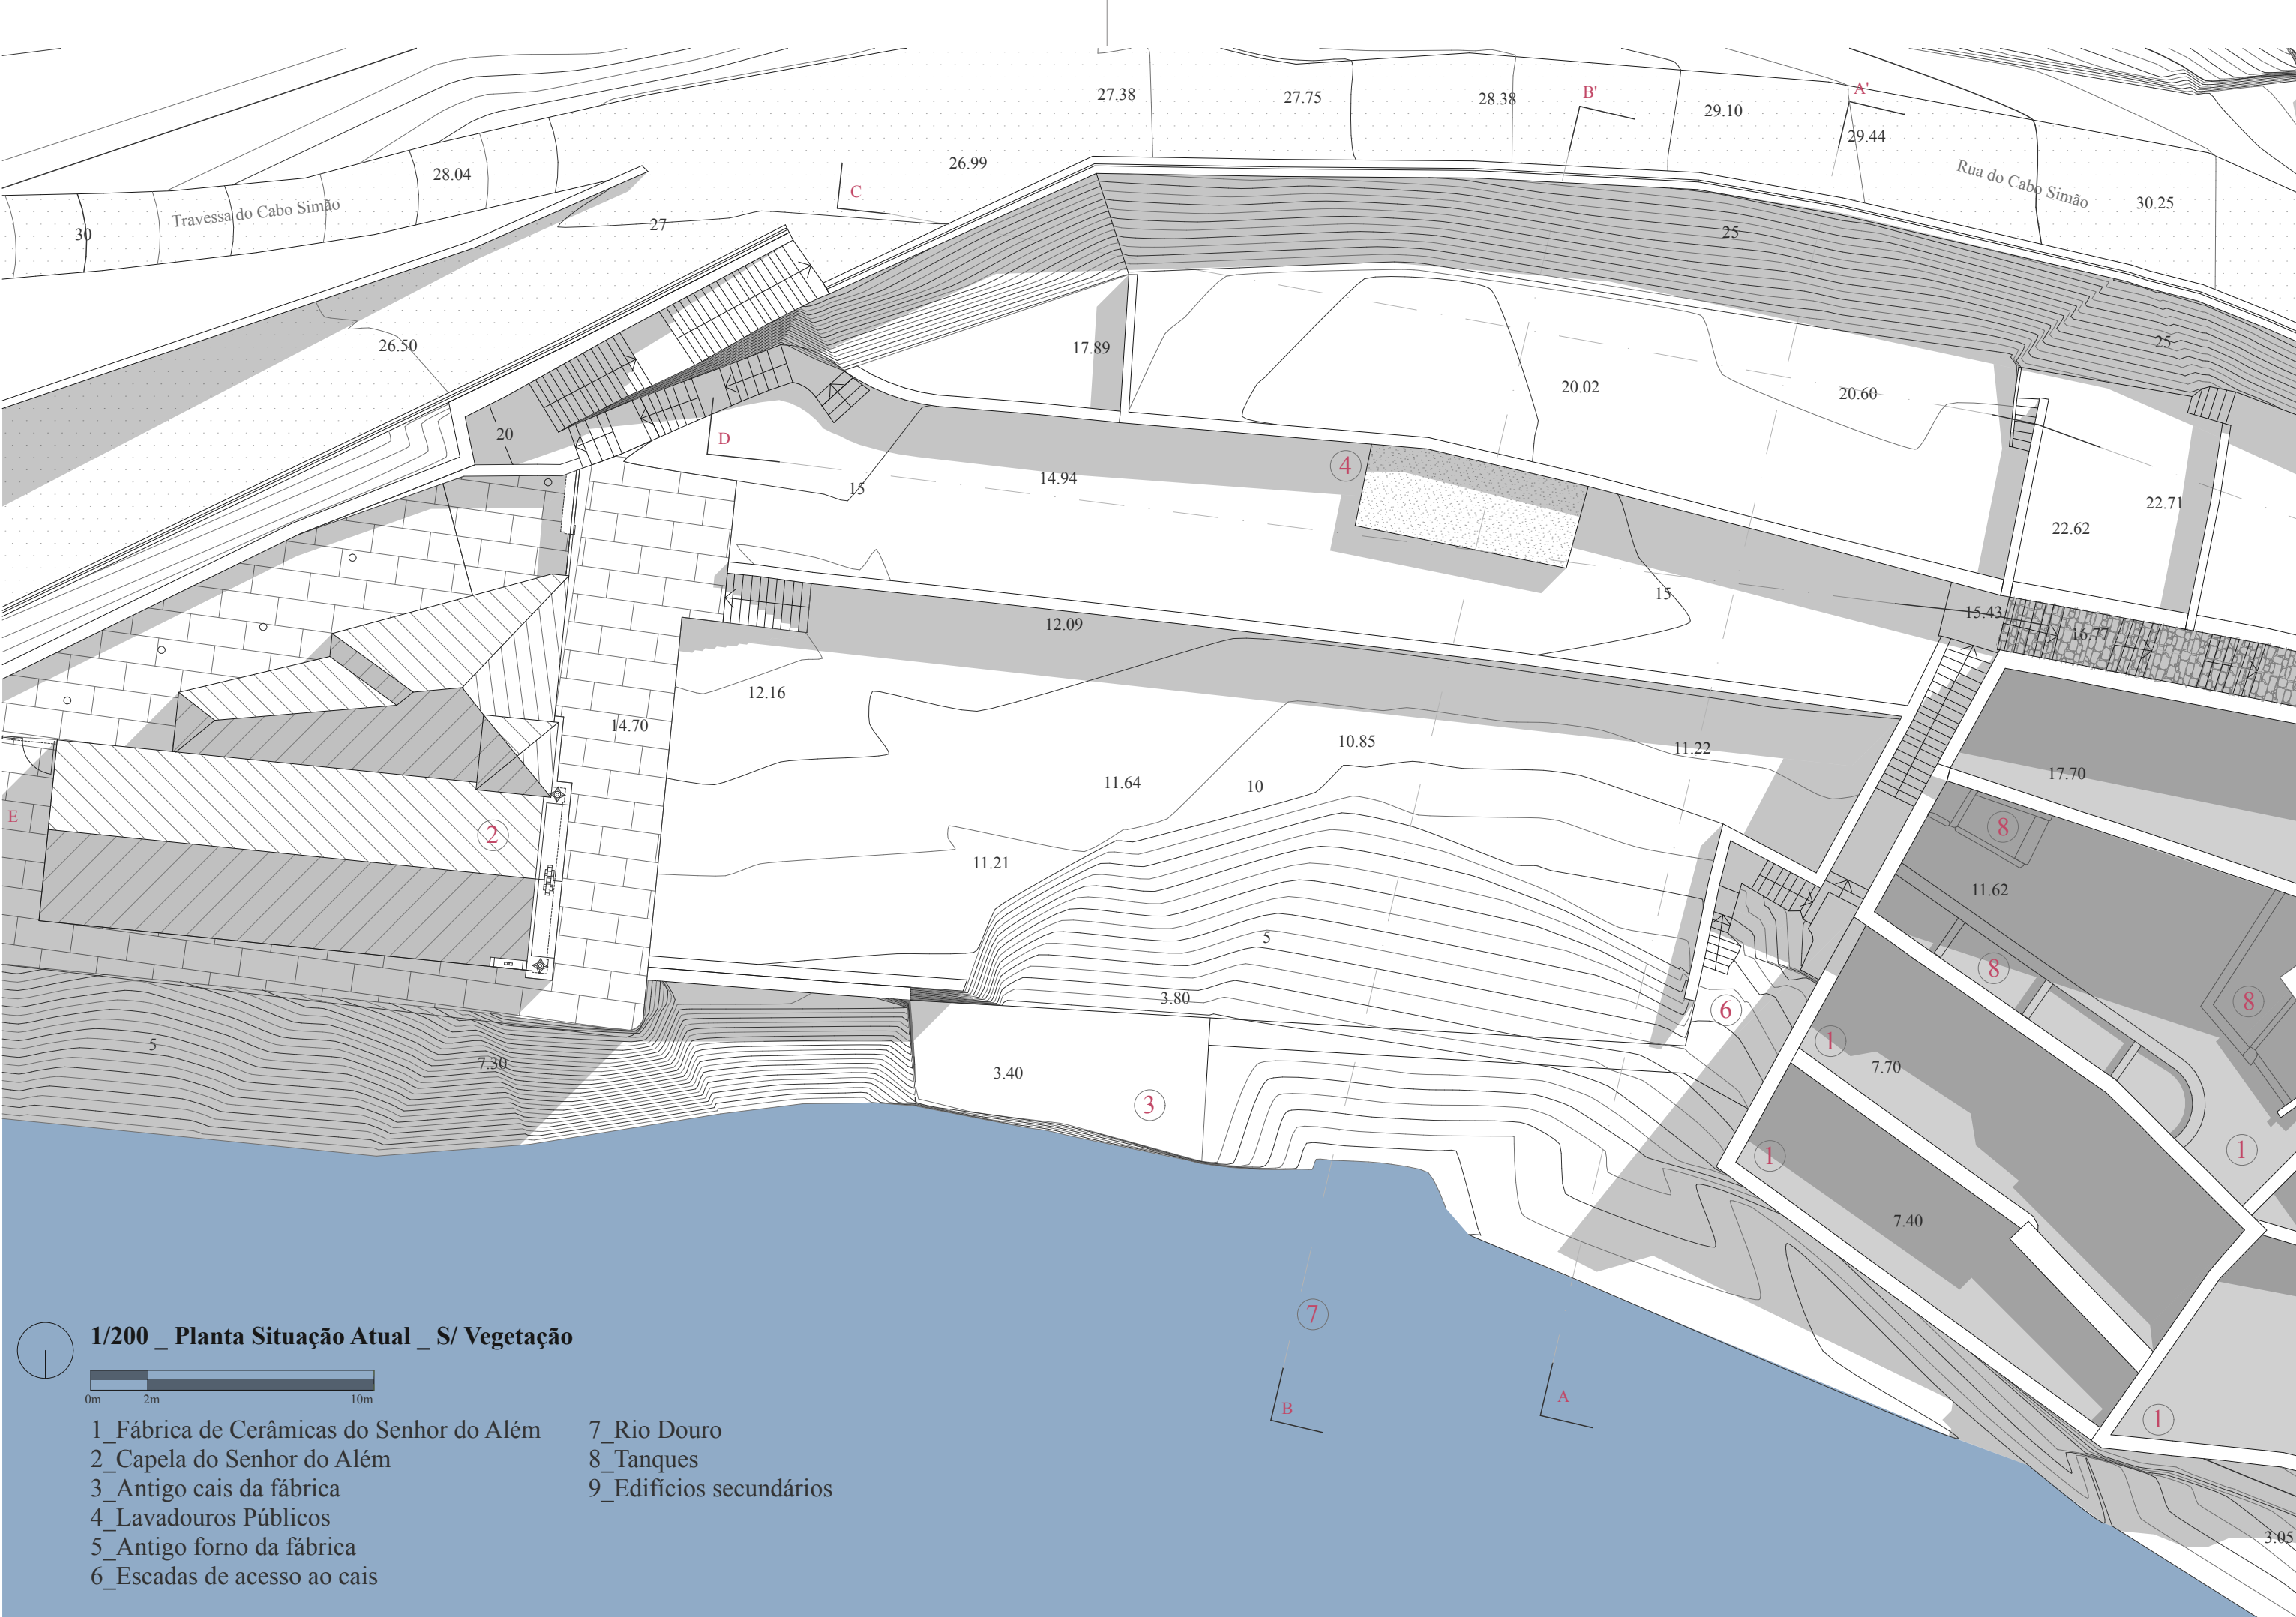 27.38
27.75
28.38
B'
29.10
A'
29.44
26.99
28.04
C
Rua do Cabo Simão
30.25
Travessa do Cabo Simão
30
27
25
25
26.50
17.89
20.02
20.60
20
D
4
15
14.94
22.71
22.62
15
15.43
16.77
12.09
12.16
14.70
10.85
11.22
11.64
10
17.70
E
2
8
11.21
11.62
5
8
3.80
6
8
5
7.30
3.40
1
7.70
3
1
1
7.40
7
B
A
1
3.05
1/200 _ Planta Situação Atual _ S/ Vegetação
0m 2m 10m
1_Fábrica de Cerâmicas do Senhor do Além
2_Capela do Senhor do Além
3_Antigo cais da fábrica
4_Lavadouros Públicos
5_Antigo forno da fábrica
6_Escadas de acesso ao cais
7_Rio Douro
8_Tanques
9_Edifícios secundários